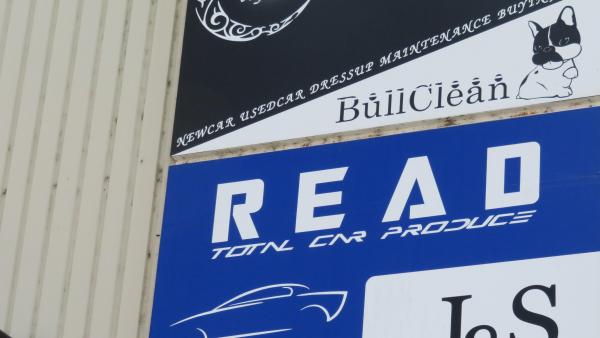 NEWCAR USEDCAR DRESSUP MAINTENANCE
BullClean
READ
TOTAL CAR PRODUCE